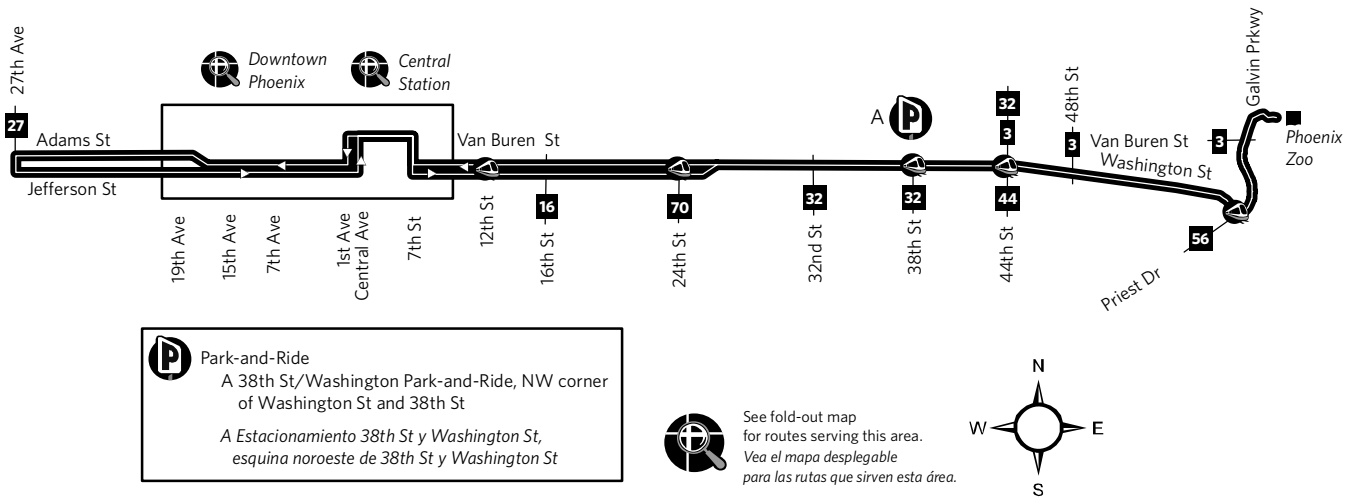 27th Ave
27
Adams St
Jefferson St
Downtown
Phoenix
Central
Station
19th Ave
15th Ave
7th Ave
1st Ave
Central Ave
7th St
Van Buren St
12th St
16
16th St
70
24th St
32
32nd St
A
32
38th St
32
3
44
44th St
48th St
3
Van Buren St
Washington St
3
Galvin Prkwy
Phoenix
Zoo
56
Priest Dr
Park-and-Ride
A 38th St/Washington Park-and-Ride, NW corner
of Washington St and 38th St
A Estacionamiento 38th St y Washington St,
esquina noroeste de 38th St y Washington St
See fold-out map
for routes serving this area.
Vea el mapa desplegable
para las rutas que sirven esta área.
N
W
E
S